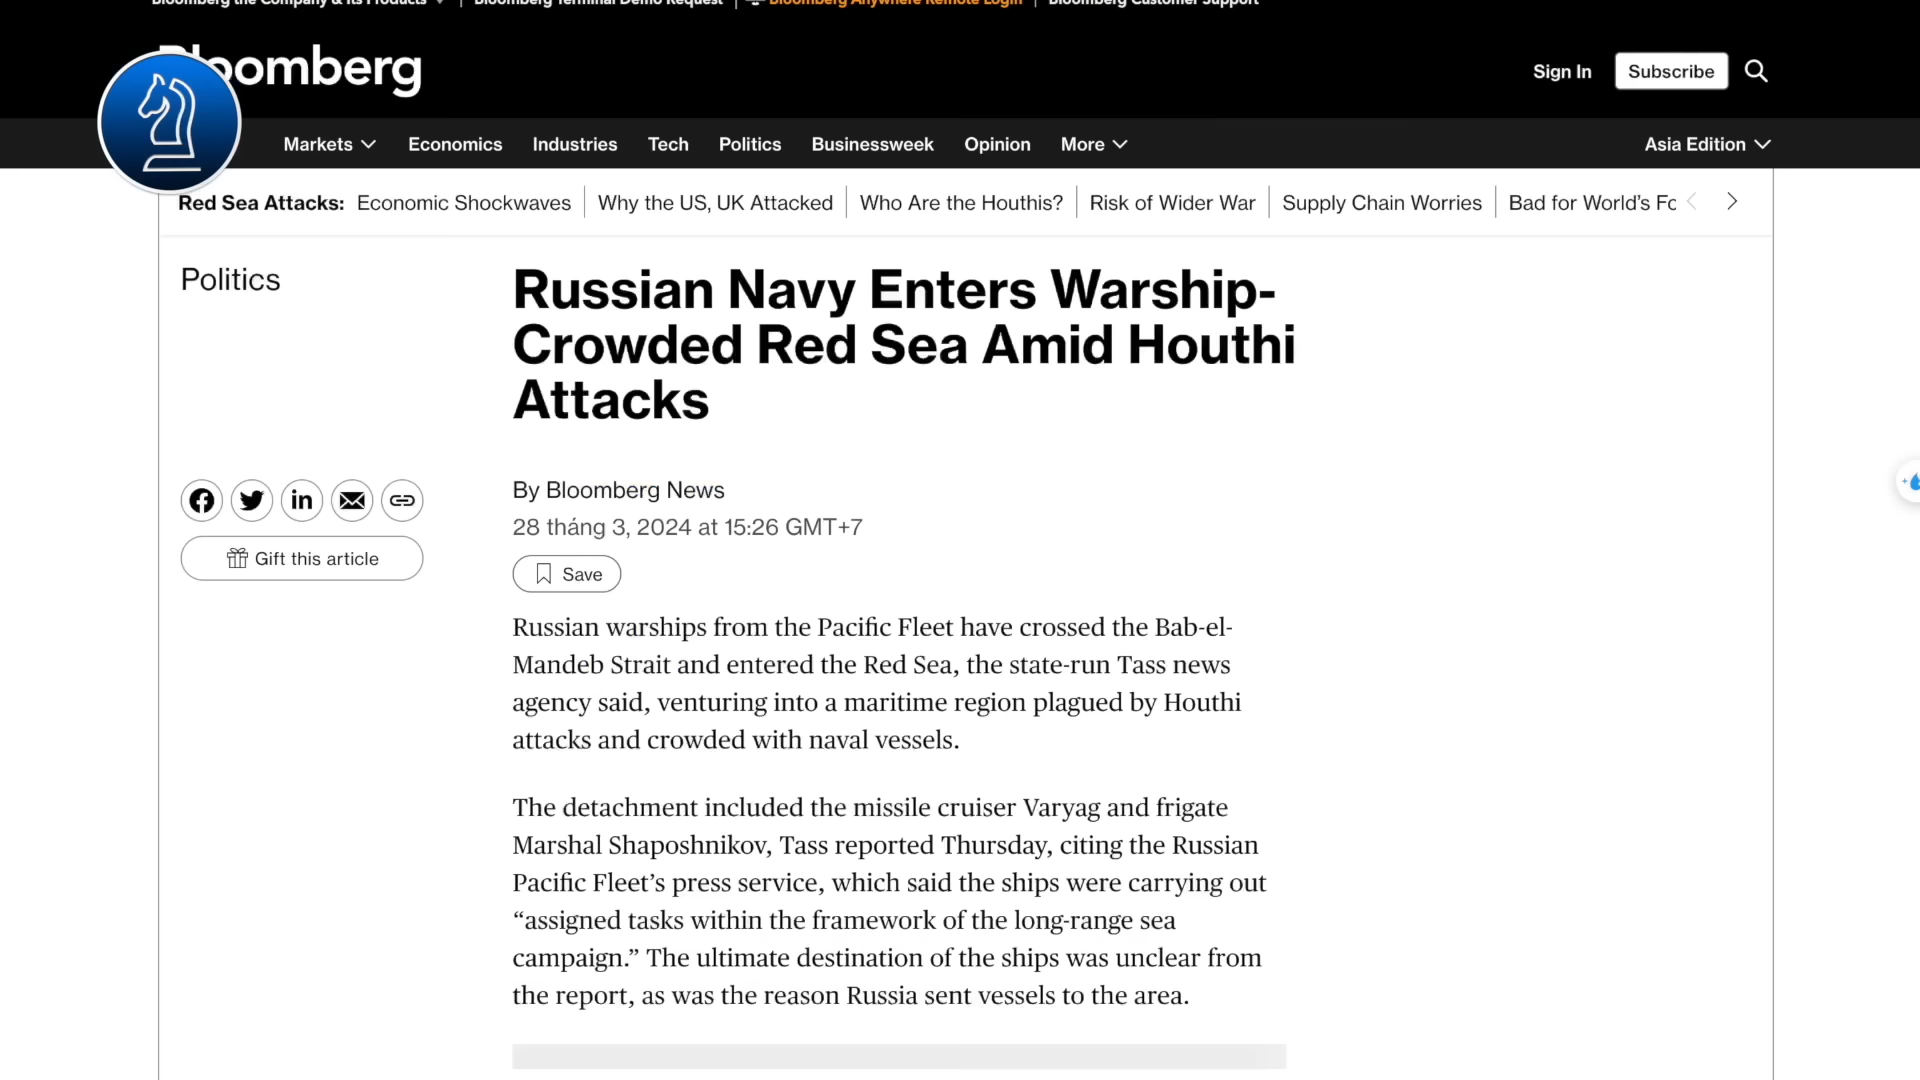 Bloomberg the Company & Its Products | Bloomberg Terminal Demo Request | Bloomberg Anywhere Remote Login | Bloomberg Customer Support
Bloomberg
Sign In
Subscribe
Markets Economics Industries Tech Politics Businessweek Opinion More
Asia Edition
Red Sea Attacks: Economic Shockwaves Why the US, UK Attacked Who Are the Houthis? Risk of Wider War Supply Chain Worries Bad for World’s Fo
Politics
Russian Navy Enters Warship-
Crowded Red Sea Amid Houthi
Attacks
By Bloomberg News
28 tháng 3, 2024 at 15:26 GMT+7
Gift this article
Save
Russian warships from the Pacific Fleet have crossed the Bab-el-
Mandeb Strait and entered the Red Sea, the state-run Tass news
agency said, venturing into a maritime region plagued by Houthi
attacks and crowded with naval vessels.
The detachment included the missile cruiser Varyag and frigate
Marshal Shaposhnikov, Tass reported Thursday, citing the Russian
Pacific Fleet’s press service, which said the ships were carrying out
“assigned tasks within the framework of the long-range sea
campaign.” The ultimate destination of the ships was unclear from
the report, as was the reason Russia sent vessels to the area.